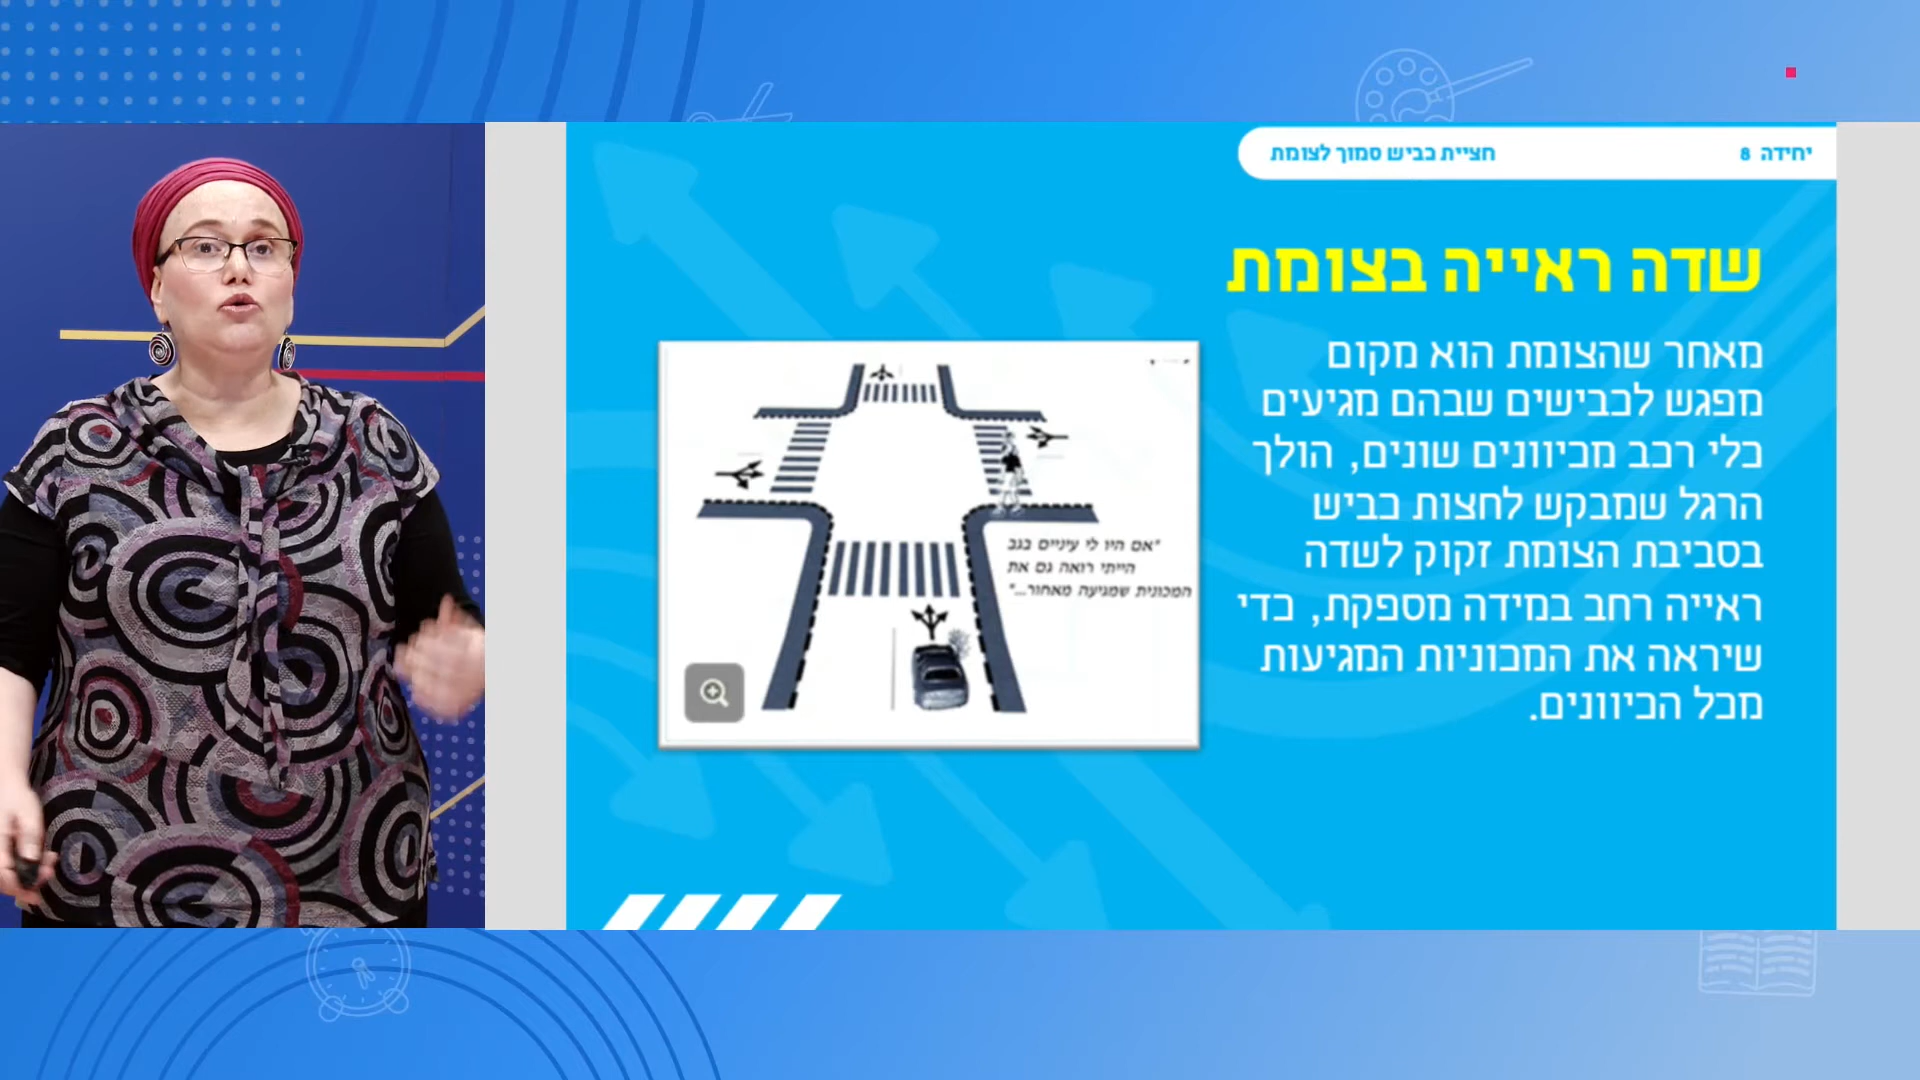 יחידה 8
חציית כביש סמוך לצומת
שדה ראייה בצומת
מאחר שהצומת הוא מקום
מפגש לכבישים שבהם מגיעים
כלי רכב מכיוונים שונים, הולך
הרגל שמבקש לחצות כביש
בסביבת הצומת זקוק לשדה
ראייה רחב במידה מספקת, כדי
שיראה את המכוניות המגיעות
מכל הכיוונים.
"אם היו לי עיניים בגב
הייתי רואה גם את
המכונית שמגיעה מאחור..."